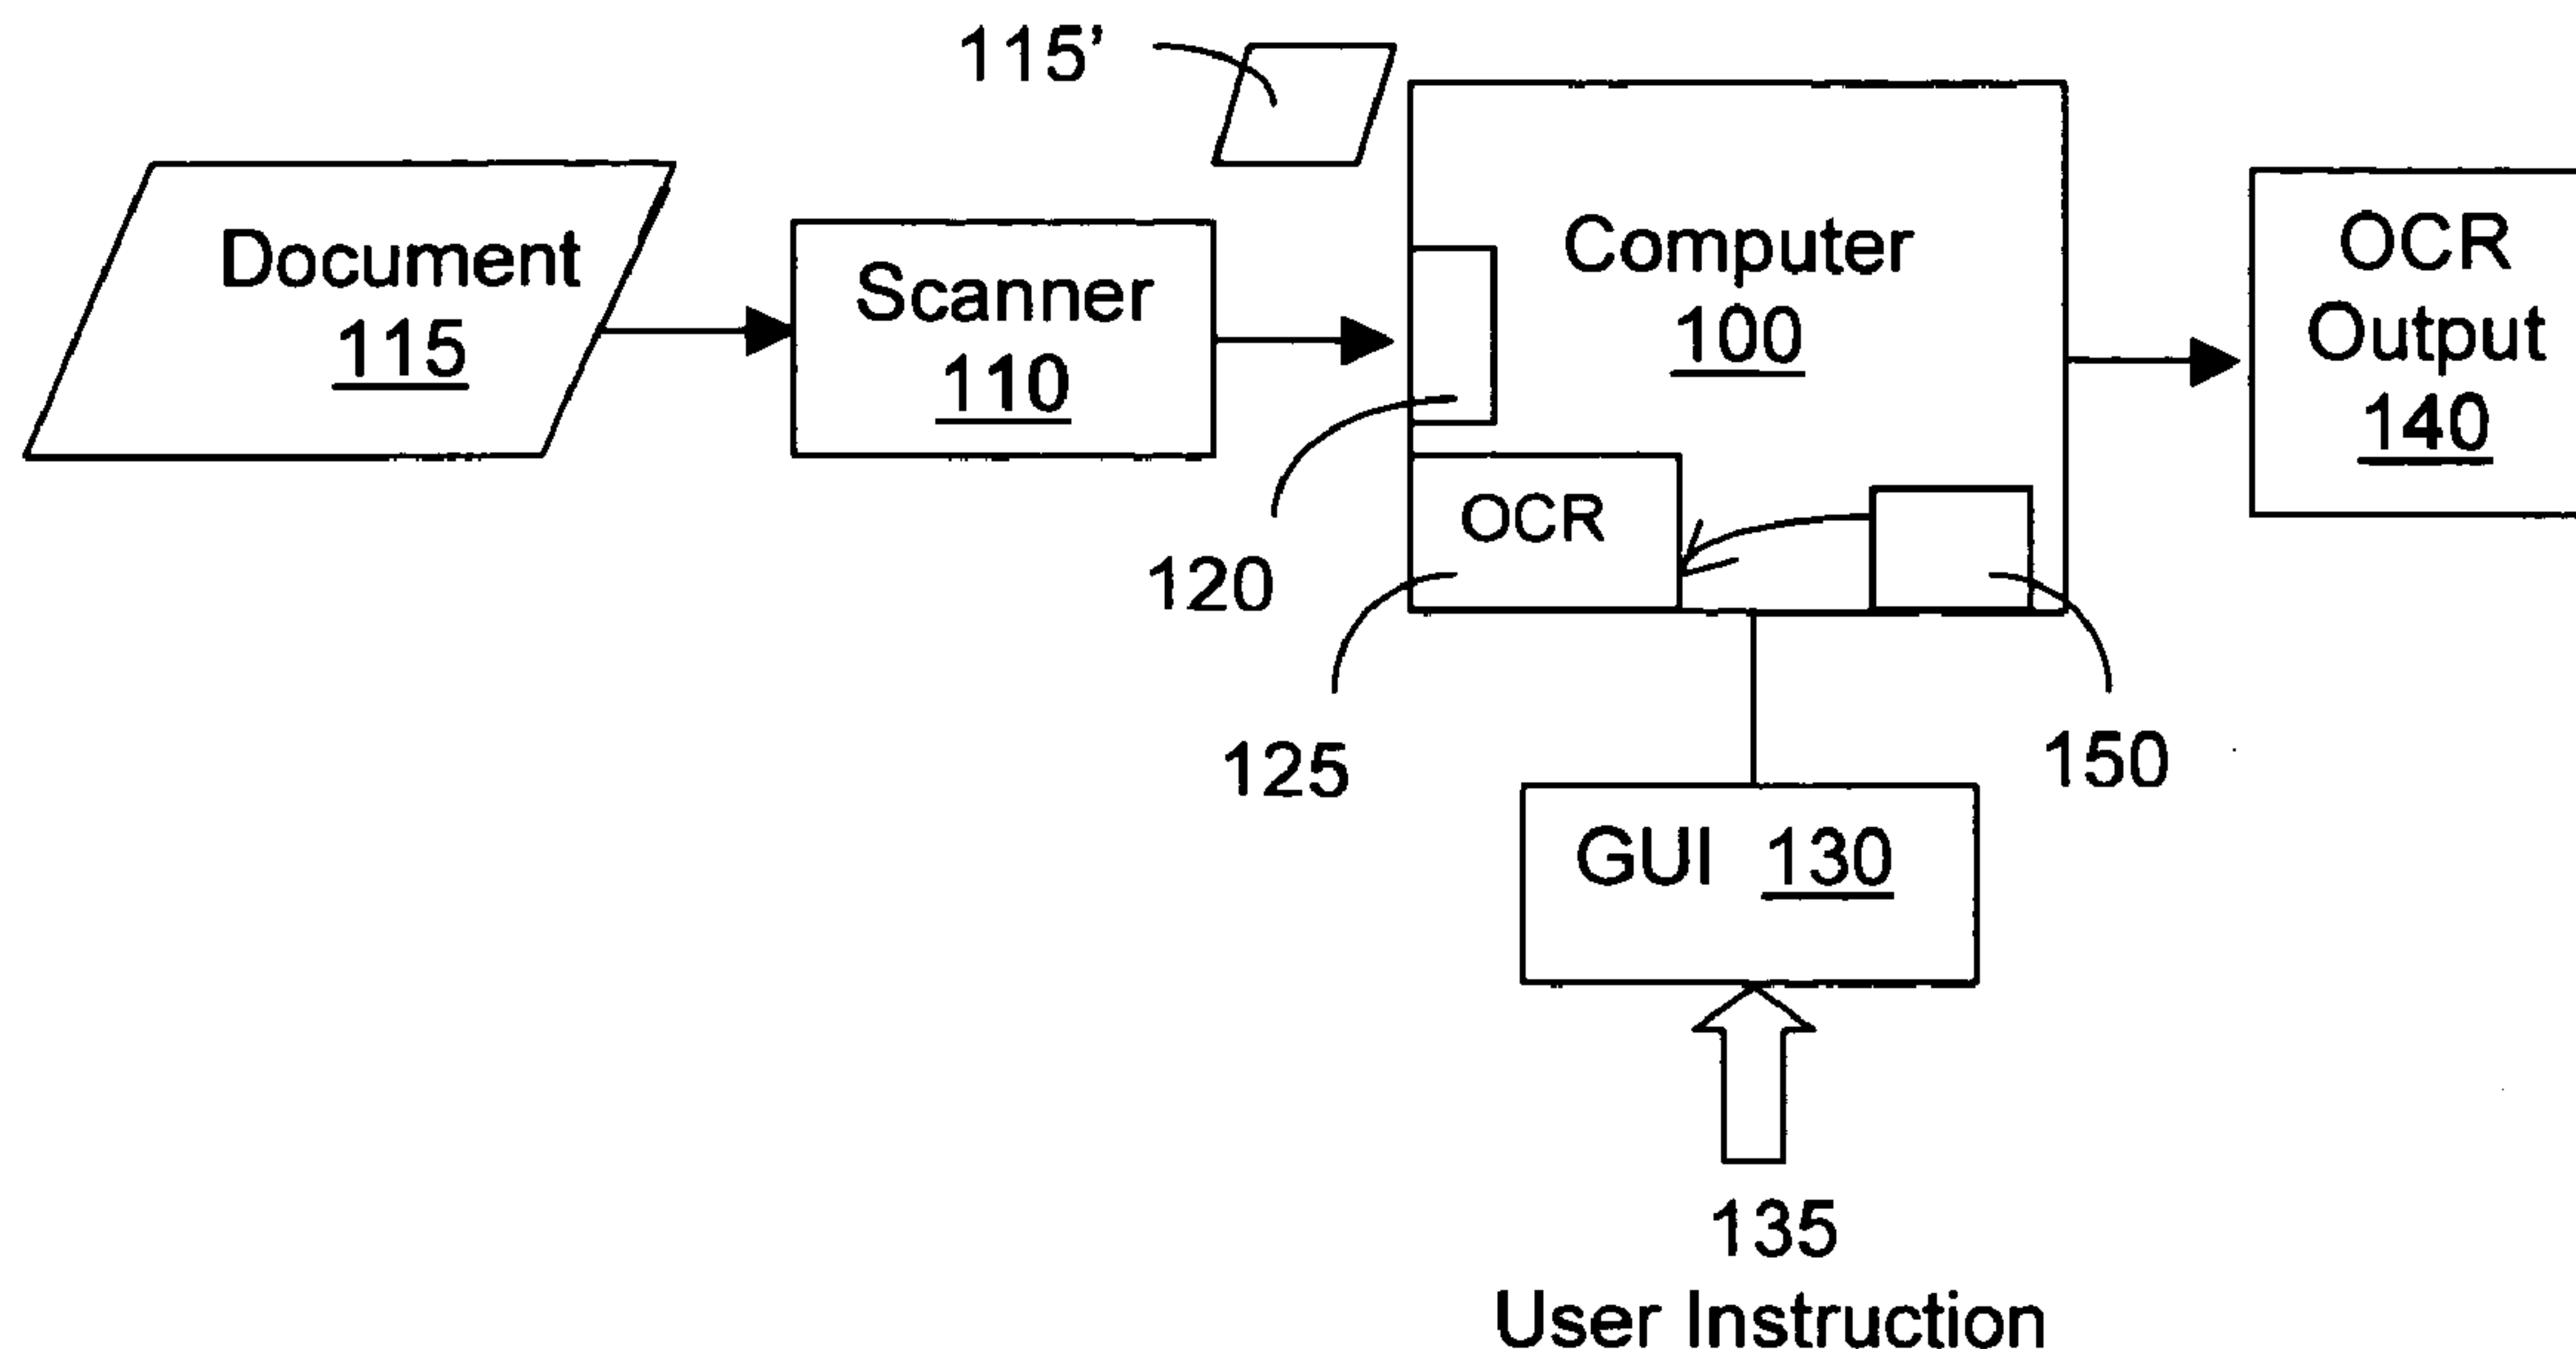 115’
Document
115
Scanner
110
Computer
100
OCR
Output
140
OCR
120
125
150
GUI 130
135
User Instruction